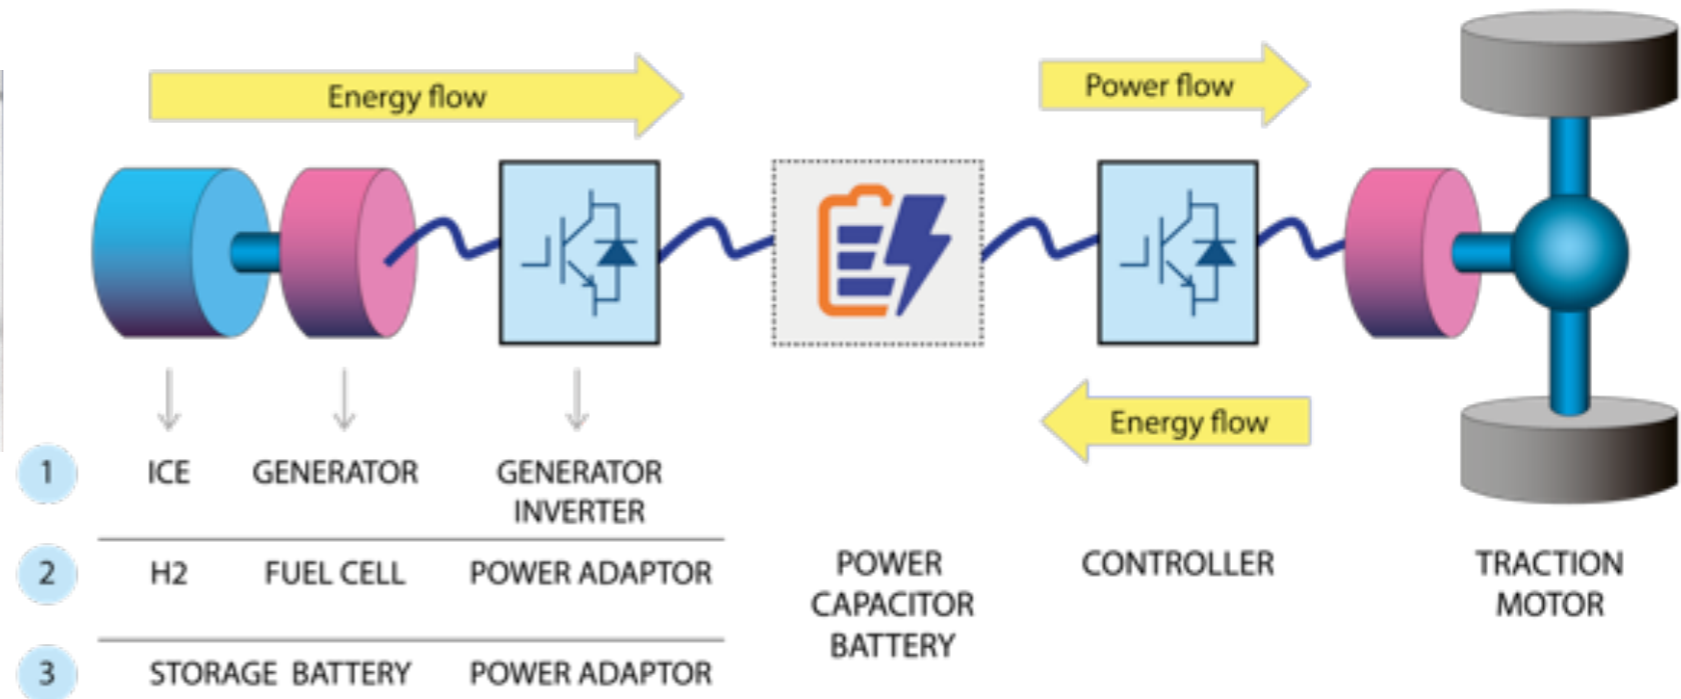 Energy flow
Power flow
Energy flow
1 ICE GENERATOR GENERATOR
INVERTER
2 H2 FUEL CELL POWER ADAPTOR
3 STORAGE BATTERY POWER ADAPTOR
POWER
CAPACITOR
BATTERY
CONTROLLER
TRACTION
MOTOR